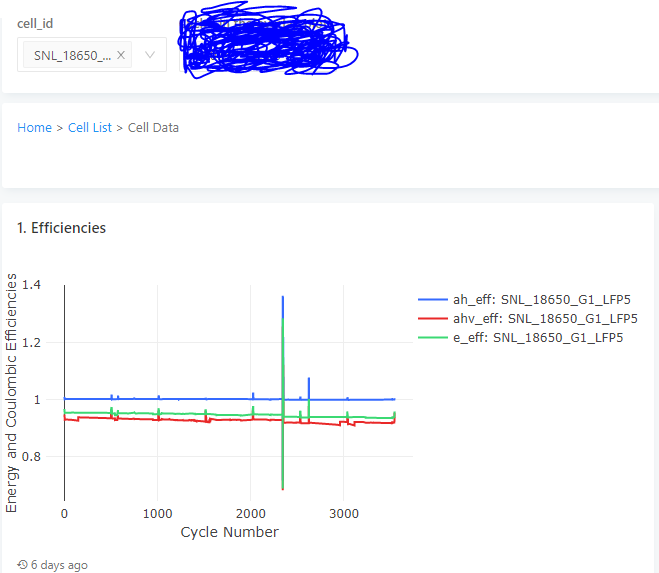 cell_id
SNL_18650_... ×
Home > Cell List > Cell Data
1. Efficiencies
Energy and Coulombic Efficiencies
1.4
1.2
1
0.8
0
1000
2000
3000
Cycle Number
ah_eff: SNL_18650_G1_LFP5
ahv_eff: SNL_18650_G1_LFP5
e_eff: SNL_18650_G1_LFP5
6 days ago